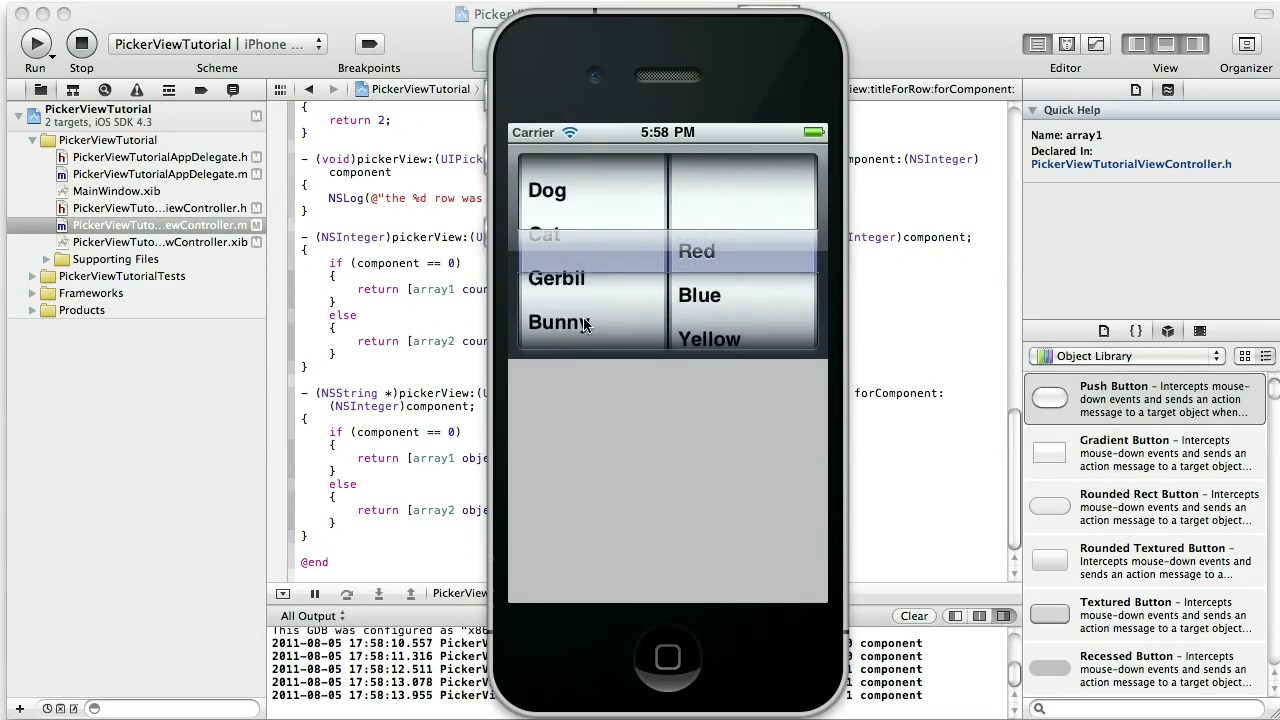 PickerV
m
Run
Stop
PickerViewTutorial | iPhone ...
Scheme
Breakpoints
Editor
View
Organizer
PickerViewTutorial
2 targets, iOS SDK 4.3
M
PickerViewTutorial
PickerViewTutorialAppDelegate.h
M
PickerViewTutorialAppDelegate.m
M
MainWindow.xib
PickerViewTuto...iewController.h
M
PickerViewTuto...ewController.m
M
PickerViewTuto...wController.xib
M
Supporting Files
PickerViewTutorialTests
Frameworks
Products
PickerViewTutorial
iew:titleForRow:forComponent:
{
return 2;
}
- (void)pickerView:(UIPick
omponent:(NSInteger)
component
{
NSLog(@"the %d row was
}
- (NSInteger)pickerView:(U
Integer)component;
{
if (component == 0)
{
return [array1 coun
}
else
{
return [array2 coun
}
}
- (NSString *)pickerView:(U
forComponent:
(NSInteger)component;
{
if (component == 0)
{
return [array1 obje
}
else
{
return [array2 obje
}
}
@end
Carrier
5:58 PM
Dog
Cat
Gerbil
Bunny
Red
Blue
Yellow
Quick Help
Name: array1
Declared In:
PickerViewTutorialViewController.h
Object Library
Push Button – Intercepts mouse-
down events and sends an action
message to a target object when...
Gradient Button – Intercepts
mouse-down events and sends an
action message to a target object...
Rounded Rect Button – Intercepts
mouse-down events and sends an
action message to a target object...
Rounded Textured Button –
Intercepts mouse-down events and
sends an action message to a...
Textured Button – Intercepts
mouse-down events and sends an
action message to a target object...
Recessed Button – Intercepts
mouse-down events and sends an
action message to a target object...
PickerView
All Output
Clear
This GDB was configured as "x86
2011-08-05 17:58:10.557 PickerV
0 component
2011-08-05 17:58:11.316 PickerV
component
2011-08-05 17:58:12.511 PickerV
component
2011-08-05 17:58:13.078 PickerV
1 component
2011-08-05 17:58:13.955 PickerV
1 component